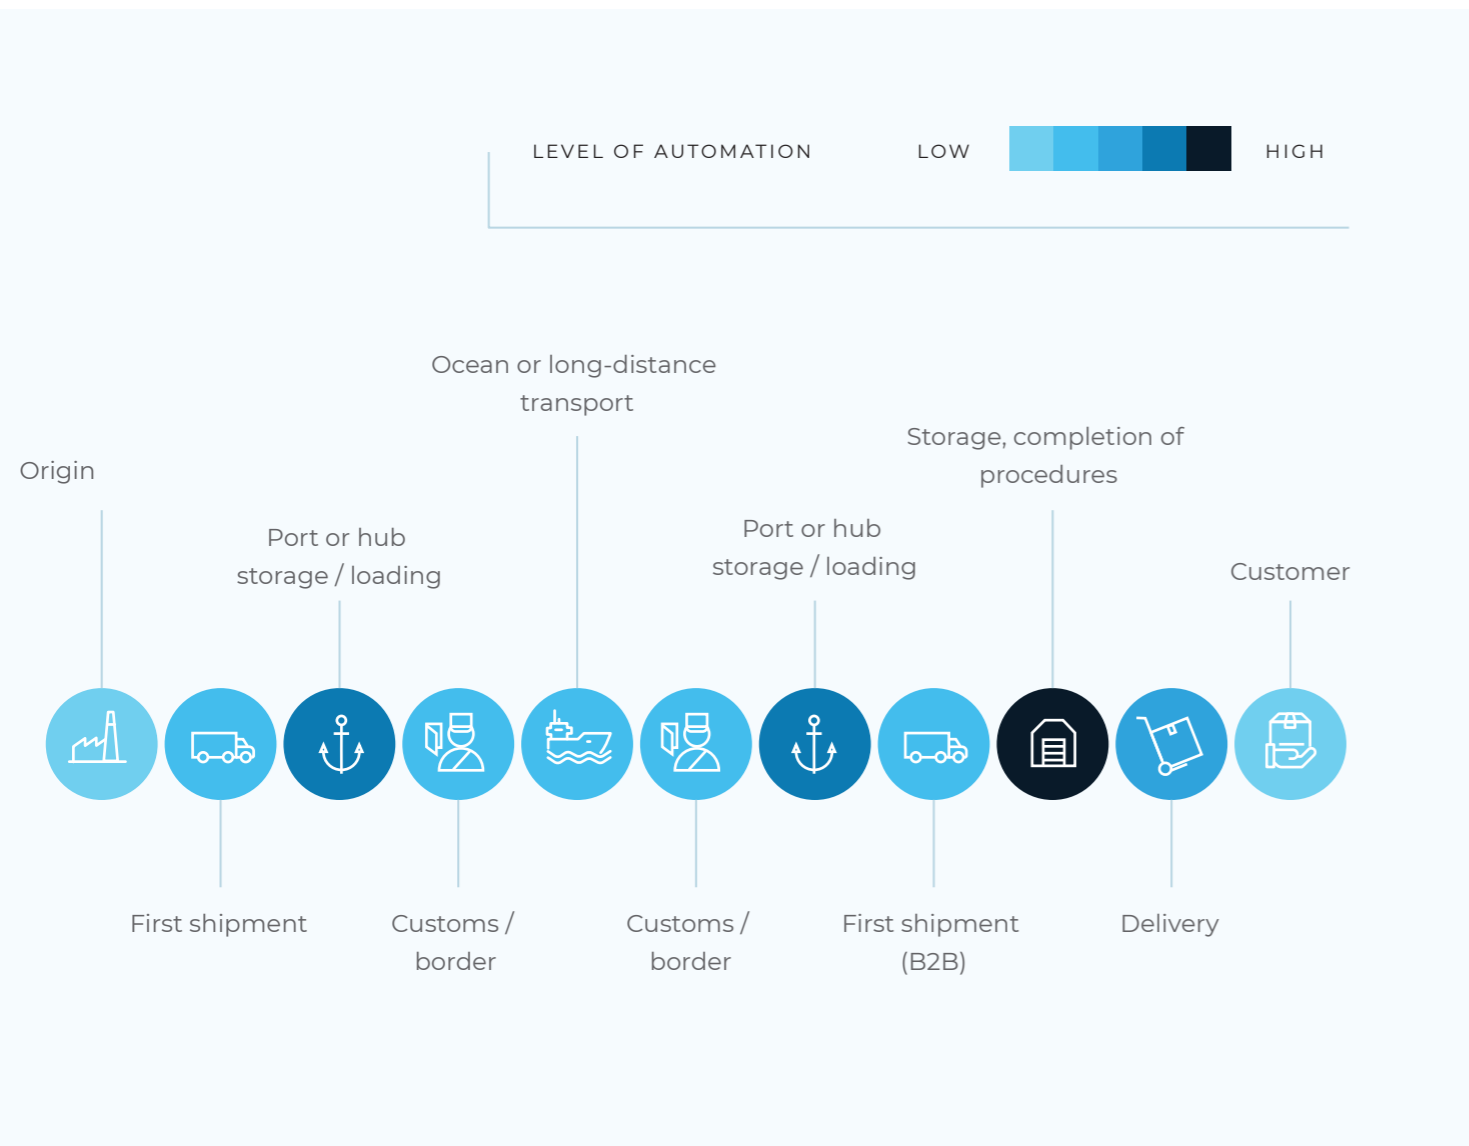 LEVEL OF AUTOMATION
LOW
HIGH
Ocean or long-distance
transport
Storage, completion of
procedures
Origin
Port or hub
storage / loading
Port or hub
storage / loading
Customer
First shipment
Customs /
border
Customs /
border
First shipment
(B2B)
Delivery